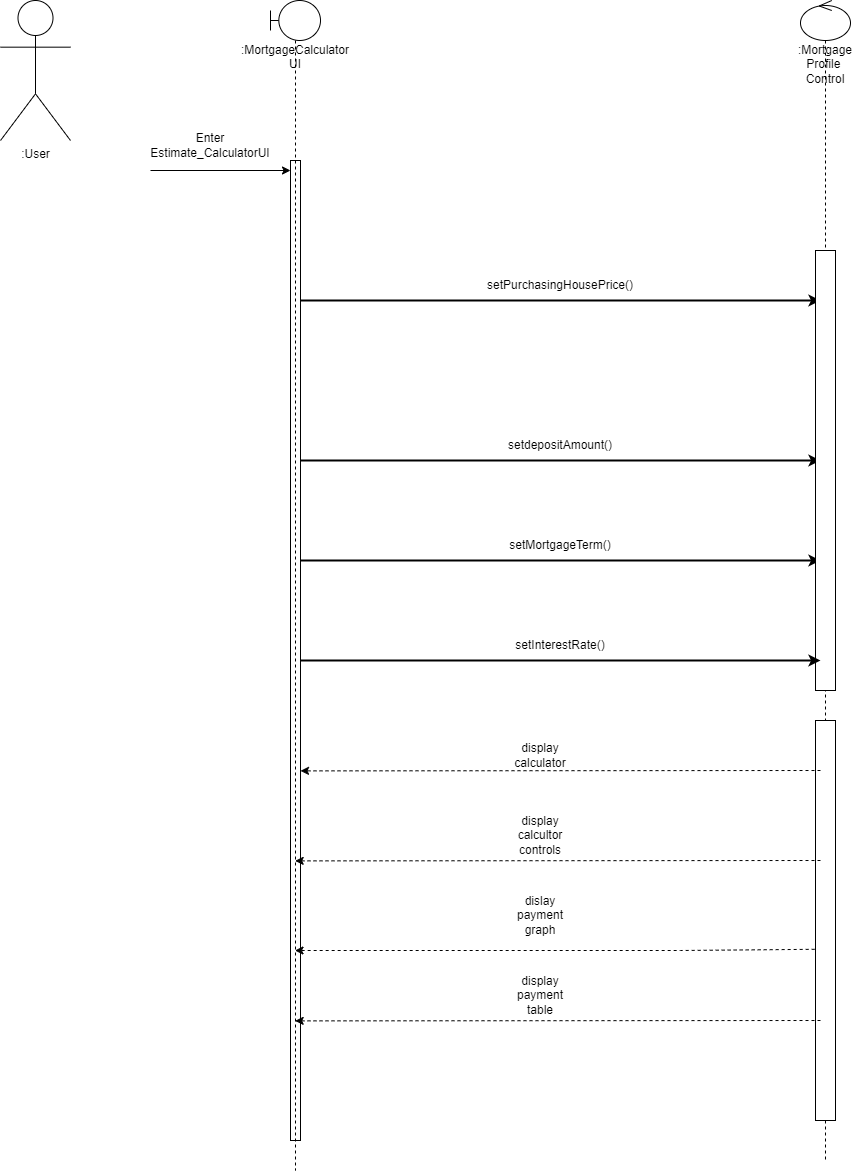 :MortgageCalculator
UI
:Mortgage
Profile
Control
:User
Enter
Estimate_CalculatorUI
setPurchasingHousePrice()
setdepositAmount()
setMortgageTerm()
setInterestRate()
display
calculator
display
calcultor
controls
dislay
payment
graph
display
payment
table